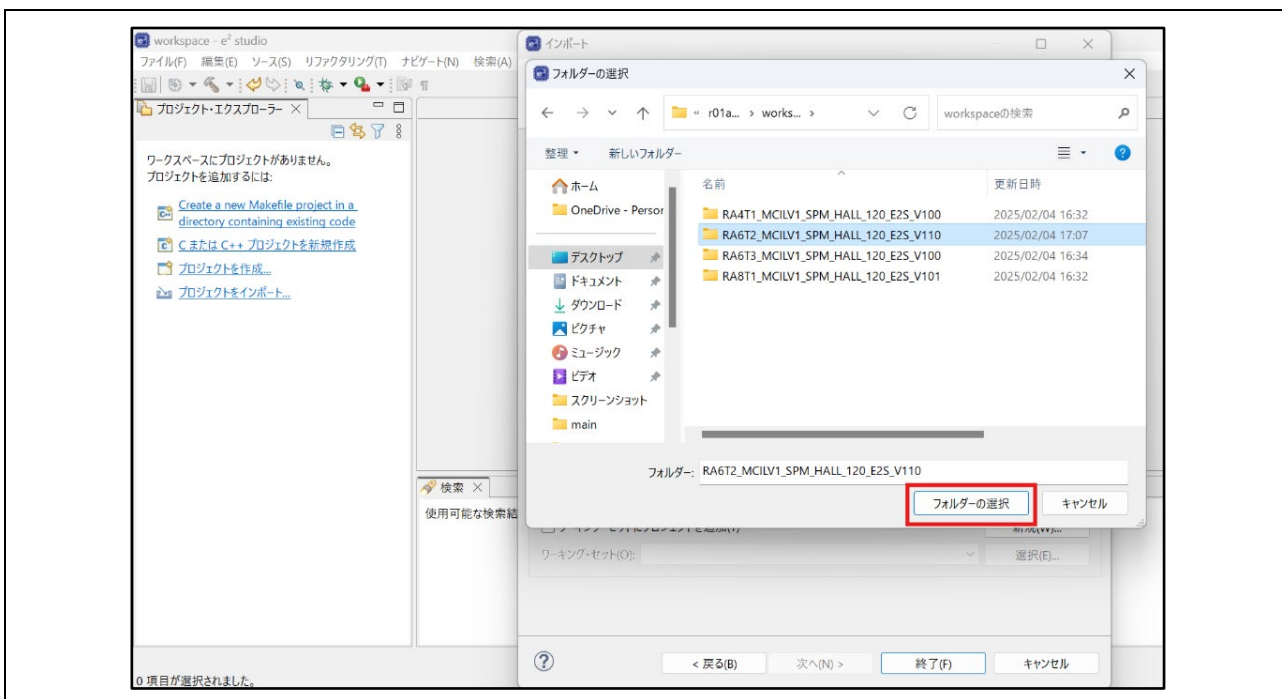 workspace - e² studio
ファイル(F) 編集(E) ソース(S) リファクタリング(T) ナビゲート(N) 検索(A)
プロジェクト・エクスプローラー
ワークスペースにプロジェクトがありません。
プロジェクトを追加するには:
Create a new Makefile project in a
directory containing existing code
C または C++ プロジェクトを新規作成
プロジェクトを作成...
プロジェクトをインポート...
検索
使用可能な検索結
0 項目が選択されました。
インポート
フォルダーの選択
« r01a... › works... ›
workspaceの検索
整理 新しいフォルダー
ホーム
OneDrive - Person
デスクトップ
ドキュメント
ダウンロード
ピクチャ
ミュージック
ビデオ
スクリーンショット
main
名前 更新日時
RA4T1_MCILV1_SPM_HALL_120_E2S_V100 2025/02/04 16:32
RA6T2_MCILV1_SPM_HALL_120_E2S_V110 2025/02/04 17:07
RA6T3_MCILV1_SPM_HALL_120_E2S_V100 2025/02/04 16:34
RA8T1_MCILV1_SPM_HALL_120_E2S_V101 2025/02/04 16:32
フォルダー: RA6T2_MCILV1_SPM_HALL_120_E2S_V110
フォルダーの選択 キャンセル
ワーキング・セット(O):
選択(E)...
< 戻る(B) 次へ(N) > 終了(F) キャンセル